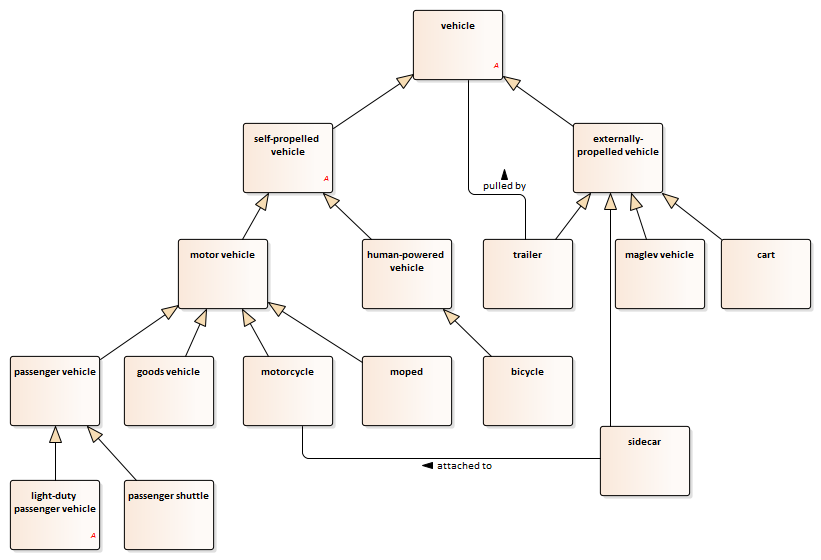 vehicle
A
self-propelled
vehicle
A
externally-
propelled vehicle
pulled by
motor vehicle
human-powered
vehicle
trailer
maglev vehicle
cart
passenger vehicle
goods vehicle
motorcycle
moped
bicycle
sidecar
attached to
light-duty
passenger vehicle
A
passenger shuttle